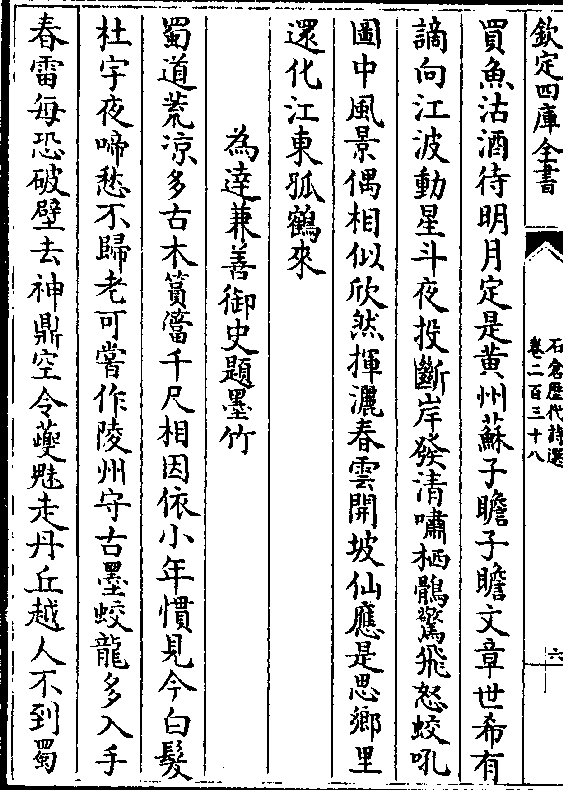 欽定四庫全書
石倉歷代詩選
卷二百三十八
六
買魚沽酒待明月定是黃州蘇子瞻子瞻文章世希有
謫向江波動星斗夜投斷岸發清嘯栖鶻驚飛怒蛟吼
圖中風景偶相似欣然揮灑春雲開坡仙應是思鄉里
還化江東孤鶴來
為達兼善御史題墨竹
蜀道荒涼多古木篔簹千尺相因依小年慣見今白髮
杜宇夜啼愁不歸老可嘗作陵州守古墨蛟龍多入手
春雷每恐破壁去神鼎空令夔魅走丹丘越人不到蜀